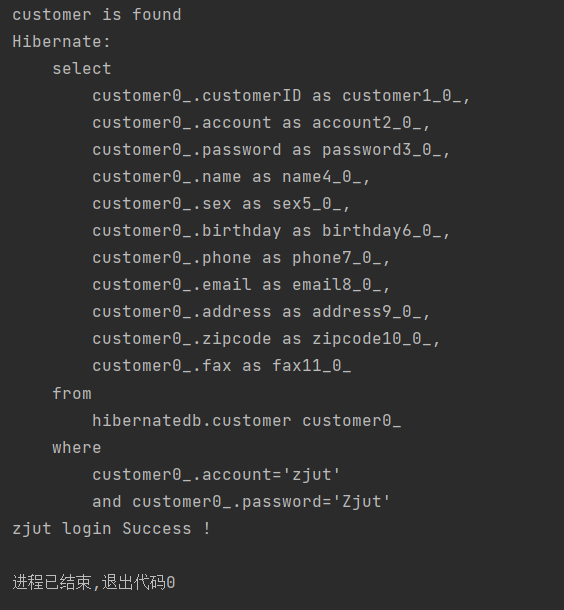 customer is found
Hibernate:
    select
        customer0_.customerID as customer1_0_,
        customer0_.account as account2_0_,
        customer0_.password as password3_0_,
        customer0_.name as name4_0_,
        customer0_.sex as sex5_0_,
        customer0_.birthday as birthday6_0_,
        customer0_.phone as phone7_0_,
        customer0_.email as email8_0_,
        customer0_.address as address9_0_,
        customer0_.zipcode as zipcode10_0_,
        customer0_.fax as fax11_0_
    from
        hibernatedb.customer customer0_
    where
        customer0_.account='zjut'
        and customer0_.password='Zjut'
zjut login Success !
进程已结束,退出代码0